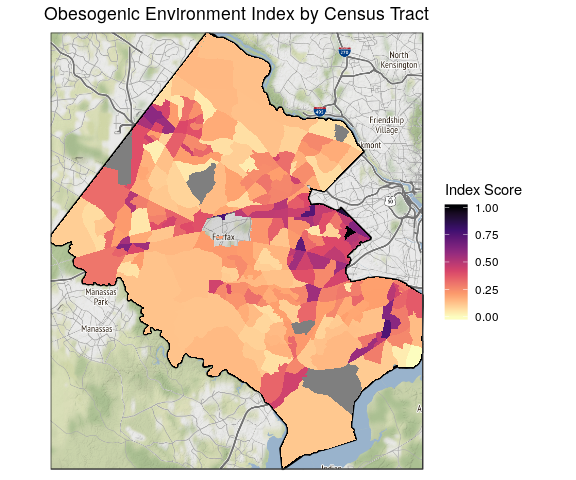 Obesogenic Environment Index by Census Tract
270
North
Kensington
495
Friendship
Village
kmont
50
Fairfax
Manassas
Park
Manassas
A
Indian
Index Score
1.00
0.75
0.50
0.25
0.00